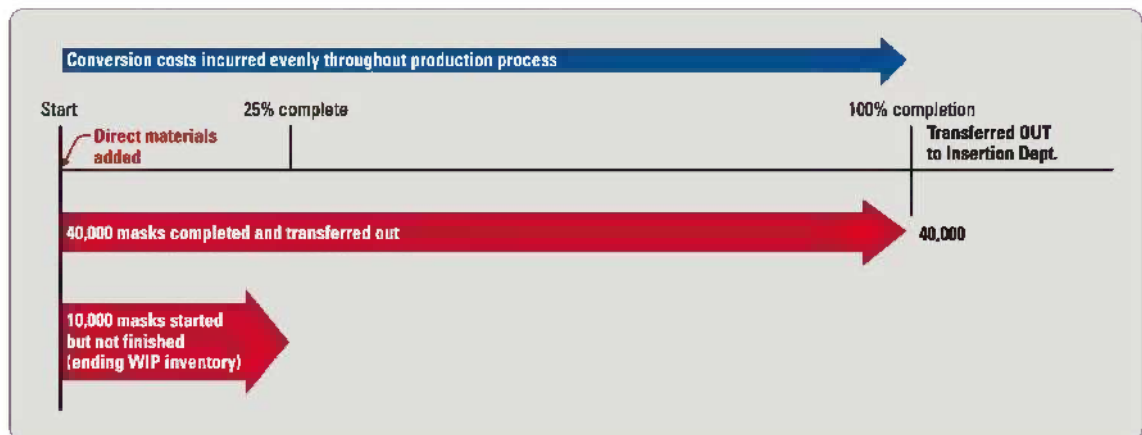 Conversion costs incurred evenly throughout production process
Start
25% complete
100% completion
Direct materials
added
Transferred OUT
to Insertion Dept.
40,000 masks completed and transferred out
40,000
10,000 masks started
but not finished
(ending WIP inventory)